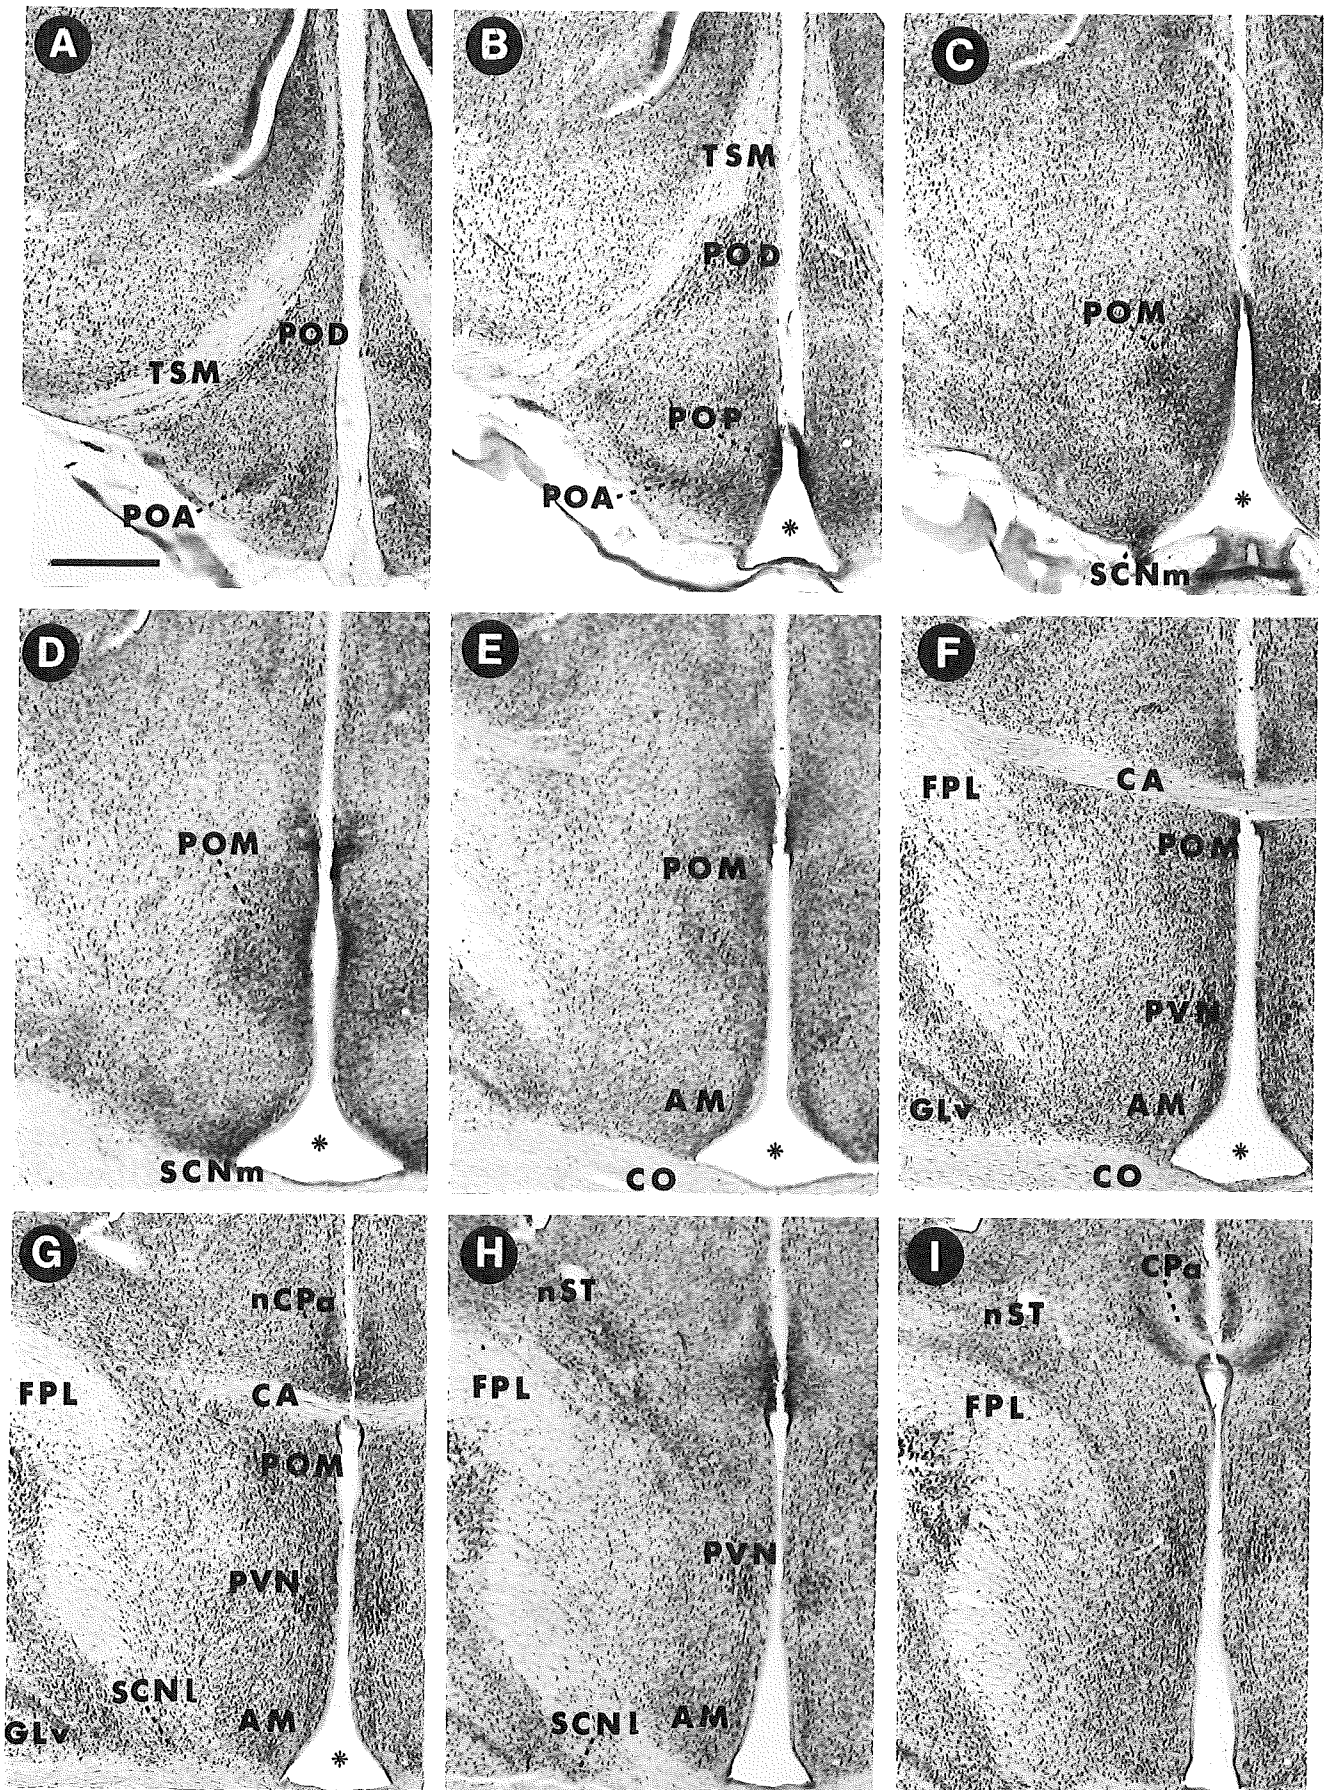 A
TSM
POD
POA
B
TSM
POD
POP
POA
*
C
POM
*
SCNm
D
POM
*
SCNm
E
POM
AM
*
CO
F
FPL
CA
POM
PVN
GLv
AM
*
CO
G
nCPa
FPL
CA
POM
PVN
SCNl
GLv
AM
*
H
nST
FPL
PVN
SCNl
AM
I
CPa
nST
FPL